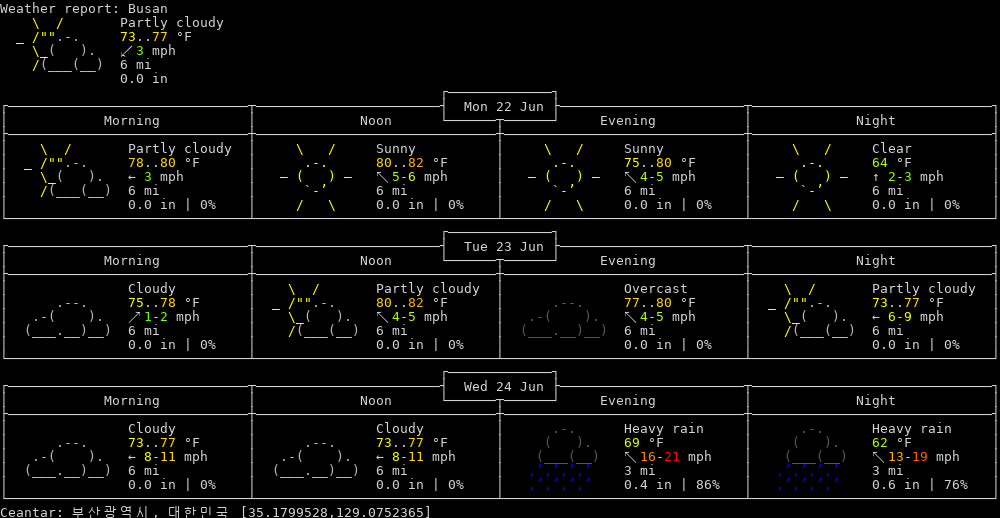 Weather report: Busan
Partly cloudy
73..77 °F
↙3 mph
6 mi
0.0 in
Mon 22 Jun
Morning Noon Evening Night
Partly cloudy Sunny Sunny Clear
78..80 °F 80..82 °F 75..80 °F 64 °F
← 3 mph ↖5-6 mph ↖4-5 mph ↑ 2-3 mph
6 mi 6 mi 6 mi 6 mi
0.0 in | 0% 0.0 in | 0% 0.0 in | 0% 0.0 in | 0%
Tue 23 Jun
Morning Noon Evening Night
Cloudy Partly cloudy Overcast Partly cloudy
75..78 °F 80..82 °F 77..80 °F 73..77 °F
↗1-2 mph ↖4-5 mph ↖4-5 mph ← 6-9 mph
6 mi 6 mi 6 mi 6 mi
0.0 in | 0% 0.0 in | 0% 0.0 in | 0% 0.0 in | 0%
Wed 24 Jun
Morning Noon Evening Night
Cloudy Cloudy Heavy rain Heavy rain
73..77 °F 73..77 °F 69 °F 62 °F
← 8-11 mph ← 8-11 mph ↖16-21 mph ↖13-19 mph
6 mi 6 mi 3 mi 3 mi
0.0 in | 0% 0.0 in | 0% 0.4 in | 86% 0.6 in | 76%
Ceantar: 부산광역시, 대한민국 [35.1799528,129.0752365]